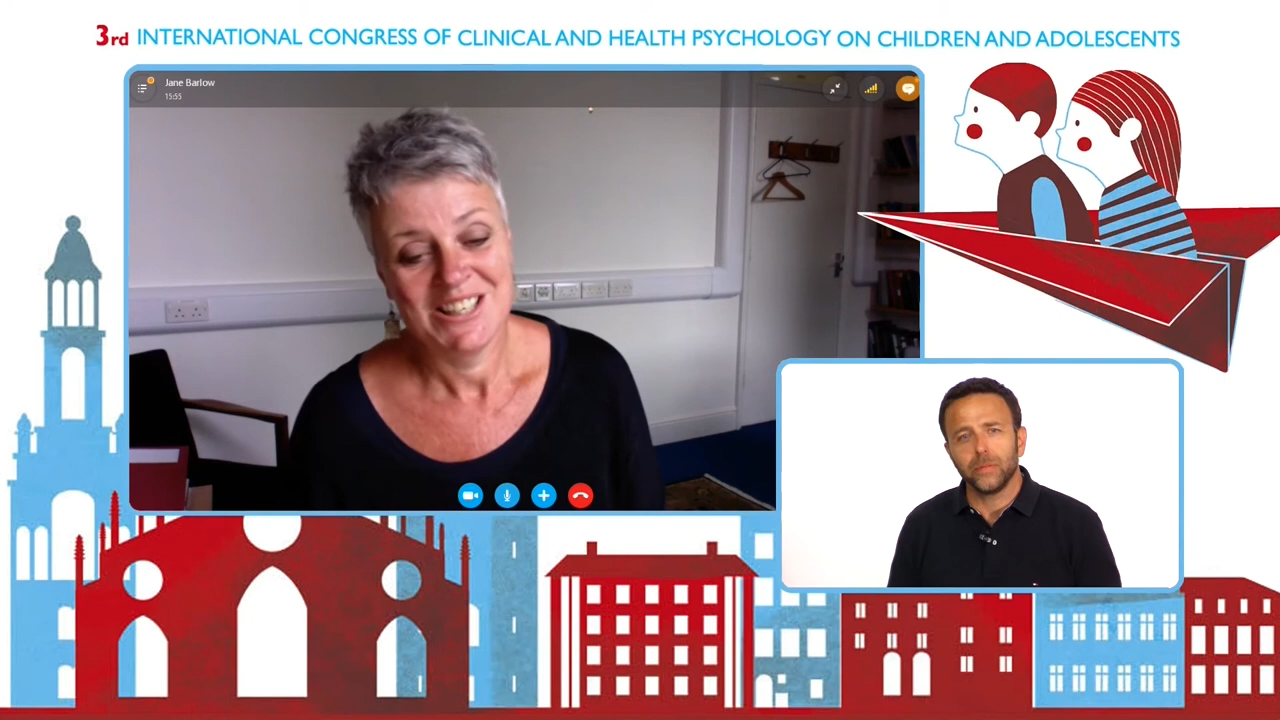 3rd INTERNATIONAL CONGRESS OF CLINICAL AND HEALTH PSYCHOLOGY ON CHILDREN AND ADOLESCENTS
Jane Barlow
15:55